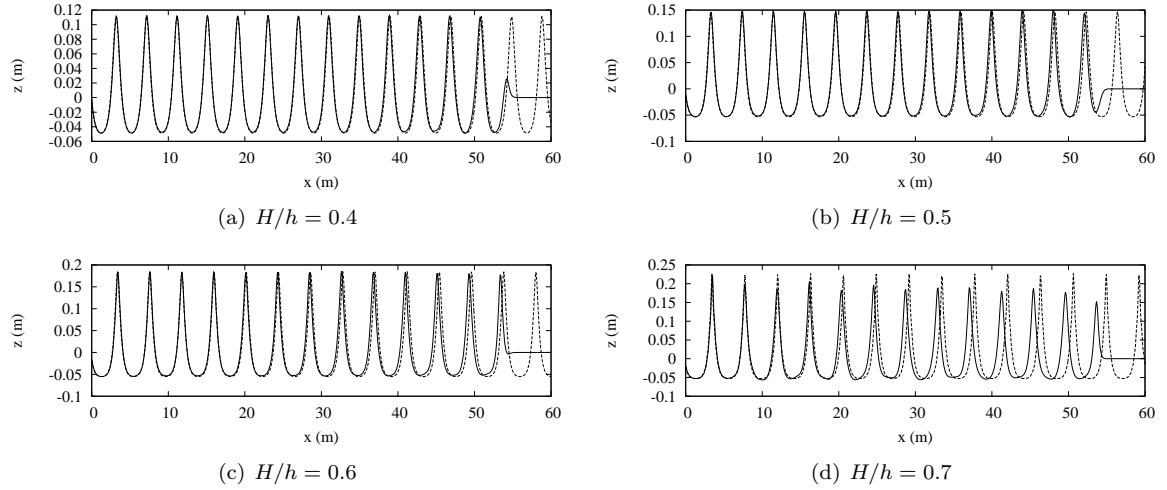 0.12
0.1
0.08
0.06
0.04
0.02
0
-0.02
-0.04
-0.06
z (m)
0 10 20 30 40 50 60
x (m)
(a) H/h = 0.4
0.15
0.1
0.05
0
-0.05
-0.1
z (m)
0 10 20 30 40 50 60
x (m)
(b) H/h = 0.5
0.2
0.15
0.1
0.05
0
-0.05
-0.1
z (m)
0 10 20 30 40 50 60
x (m)
(c) H/h = 0.6
0.25
0.2
0.15
0.1
0.05
0
-0.05
-0.1
z (m)
0 10 20 30 40 50 60
x (m)
(d) H/h = 0.7